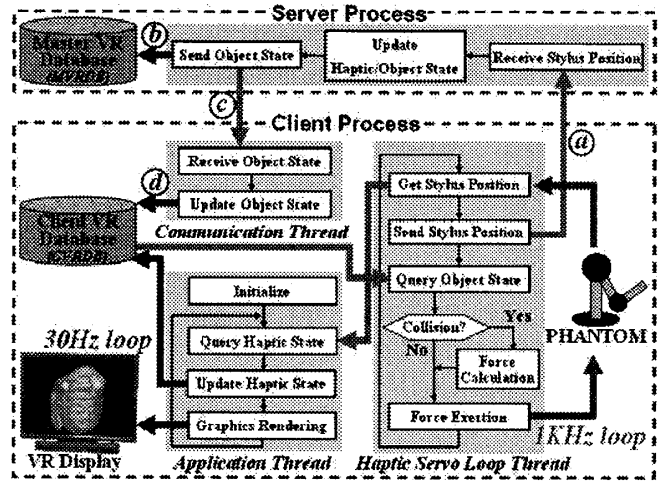 Server Process
Master VR
Database
(MVRDB)
b
Send Object State
Update
Haptic/Object State
Receive Stylus Position
c
a
Client Process
Receive Object State
Update Object State
Communication Thread
d
Client VR
Database
(CVRDB)
Get Stylus Position
Send Stylus Position
Query Object State
Collision?
Yes
No
Force
Calculation
Force Exertion
Haptic Servo Loop Thread
PHANTOM
1KHz loop
Initialize
Query Haptic State
Update Haptic State
Graphics Rendering
Application Thread
30Hz loop
VR Display